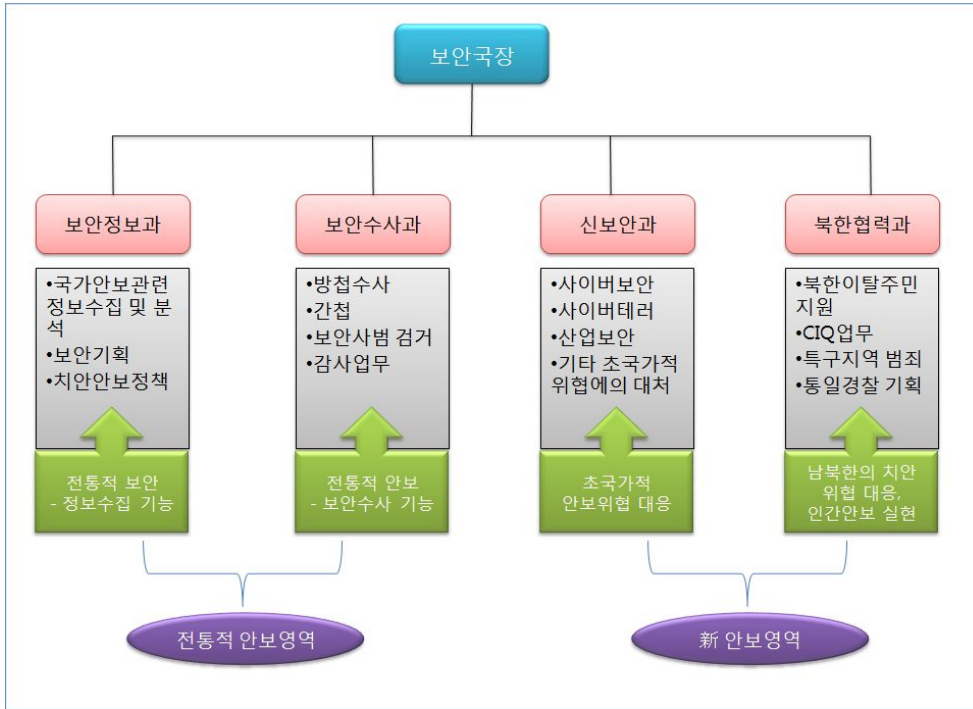 보안국장
보안정보과
보안수사과
신보안과
북한협력과
•국가안보관련
정보수집 및 분
석
•보안기획
•치안안보정책
•방첩수사
•간첩
•보안사범 검거
•감사업무
•사이버보안
•사이버테러
•산업보안
•기타 초국가적
위협에의 대처
•북한이탈주민
지원
•CIQ업무
•특구지역 범죄
•통일경찰 기획
전통적 보안
- 정보수집 기능
전통적 안보
- 보안수사 기능
초국가적
안보위협 대응
남북한의 치안
위협 대응,
인간안보 실현
전통적 안보영역
新 안보영역